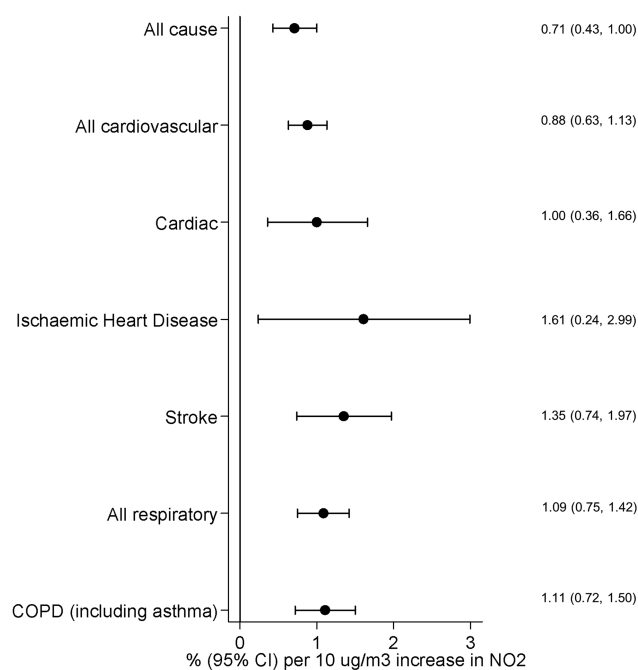 All cause 0.71 (0.43, 1.00)
All cardiovascular 0.88 (0.63, 1.13)
Cardiac 1.00 (0.36, 1.66)
Ischaemic Heart Disease 1.61 (0.24, 2.99)
Stroke 1.35 (0.74, 1.97)
All respiratory 1.09 (0.75, 1.42)
COPD (including asthma) 1.11 (0.72, 1.50)
0 1 2 3
% (95% CI) per 10 ug/m3 increase in NO2